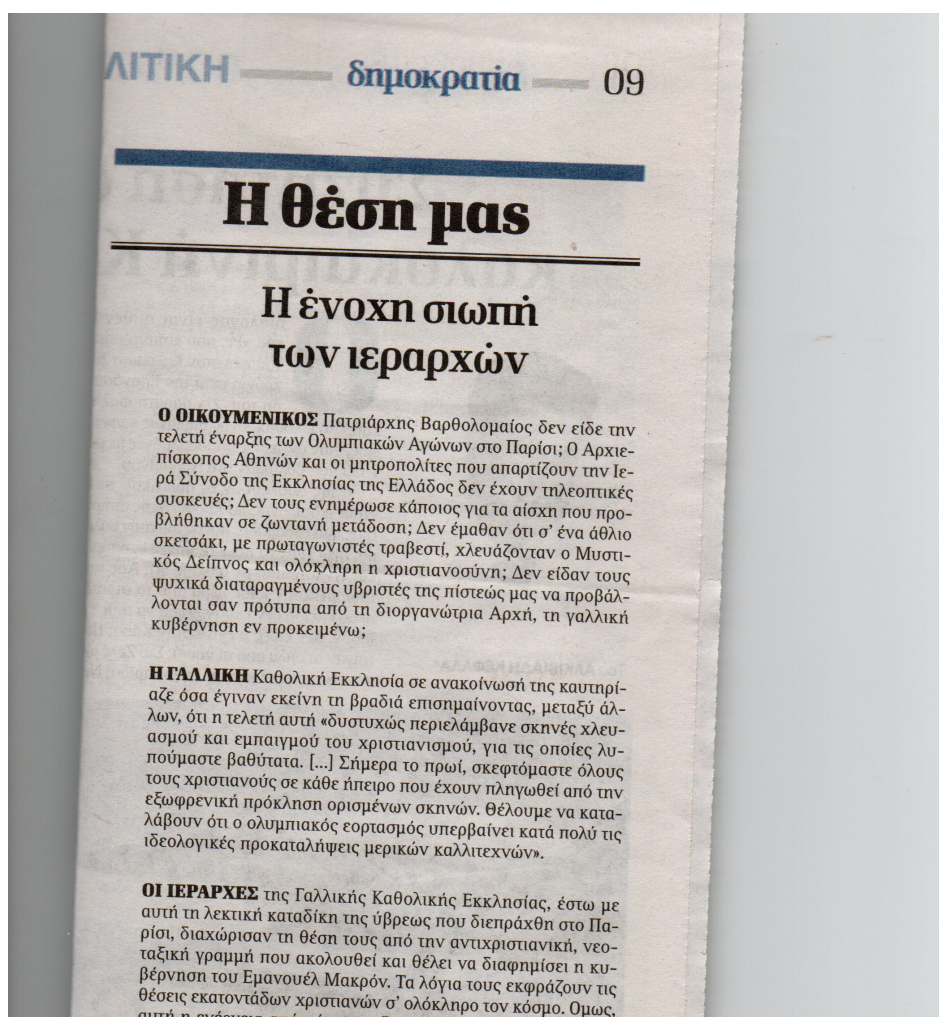 ΛΙΤΙΚΗ δημοκρατία 09
Η θέση μας
Η ένοχη σιωπή
των ιεραρχών
Ο ΟΙΚΟΥΜΕΝΙΚΟΣ Πατριάρχης Βαρθολομαίος δεν είδε την
τελετή έναρξης των Ολυμπιακών Αγώνων στο Παρίσι; Ο Αρχιε-
πίσκοπος Αθηνών και οι μητροπολίτες που απαρτίζουν την Ιε-
ρά Σύνοδο της Εκκλησίας της Ελλάδος δεν έχουν τηλεοπτικές
συσκευές; Δεν τους ενημέρωσε κάποιος για τα αίσχη που προ-
βλήθηκαν σε ζωντανή μετάδοση; Δεν έμαθαν ότι σ' ένα άθλιο
σκετσάκι, με πρωταγωνιστές τραβεστί, χλευάζονταν ο Μυστι-
κός Δείπνος και ολόκληρη η χριστιανοσύνη; Δεν είδαν τους
ψυχικά διαταραγμένους υβριστές της πίστεώς μας να προβάλ-
λονται σαν πρότυπα από τη διοργανώτρια Αρχή, τη γαλλική
κυβέρνηση εν προκειμένω;
Η ΓΑΛΛΙΚΗ Καθολική Εκκλησία σε ανακοίνωσή της καυτηρί-
αζε όσα έγιναν εκείνη τη βραδιά επισημαίνοντας, μεταξύ άλ-
λων, ότι η τελετή αυτή «δυστυχώς περιελάμβανε σκηνές χλευ-
ασμού και εμπαιγμού του χριστιανισμού, για τις οποίες λυ-
πούμαστε βαθύτατα. [...] Σήμερα το πρωί, σκεφτόμαστε όλους
τους χριστιανούς σε κάθε ήπειρο που έχουν πληγωθεί από την
εξωφρενική πρόκληση ορισμένων σκηνών. Θέλουμε να κατα-
λάβουν ότι ο ολυμπιακός εορτασμός υπερβαίνει κατά πολύ τις
ιδεολογικές προκαταλήψεις μερικών καλλιτεχνών».
ΟΙ ΙΕΡΑΡΧΕΣ της Γαλλικής Καθολικής Εκκλησίας, έστω με
αυτή τη λεκτική καταδίκη της ύβρεως που διεπράχθη στο Πα-
ρίσι, διαχώρισαν τη θέση τους από την αντιχριστιανική, νεο-
ταξική γραμμή που ακολουθεί και θέλει να διαφημίσει η κυ-
βέρνηση του Εμανουέλ Μακρόν. Τα λόγια τους εκφράζουν τις
θέσεις εκατοντάδων χριστιανών σ' ολόκληρο τον κόσμο. Ομως,